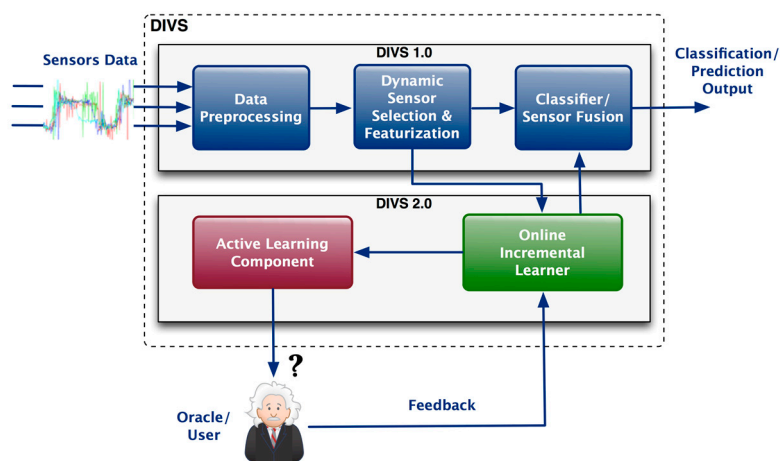 DIVS
DIVS 1.0
Sensors Data
Data
Preprocessing
Dynamic
Sensor
Selection &
Featurization
Classifier/
Sensor Fusion
Classification/
Prediction
Output
DIVS 2.0
Active Learning
Component
Online
Incremental
Learner
?
Oracle/
User
Feedback